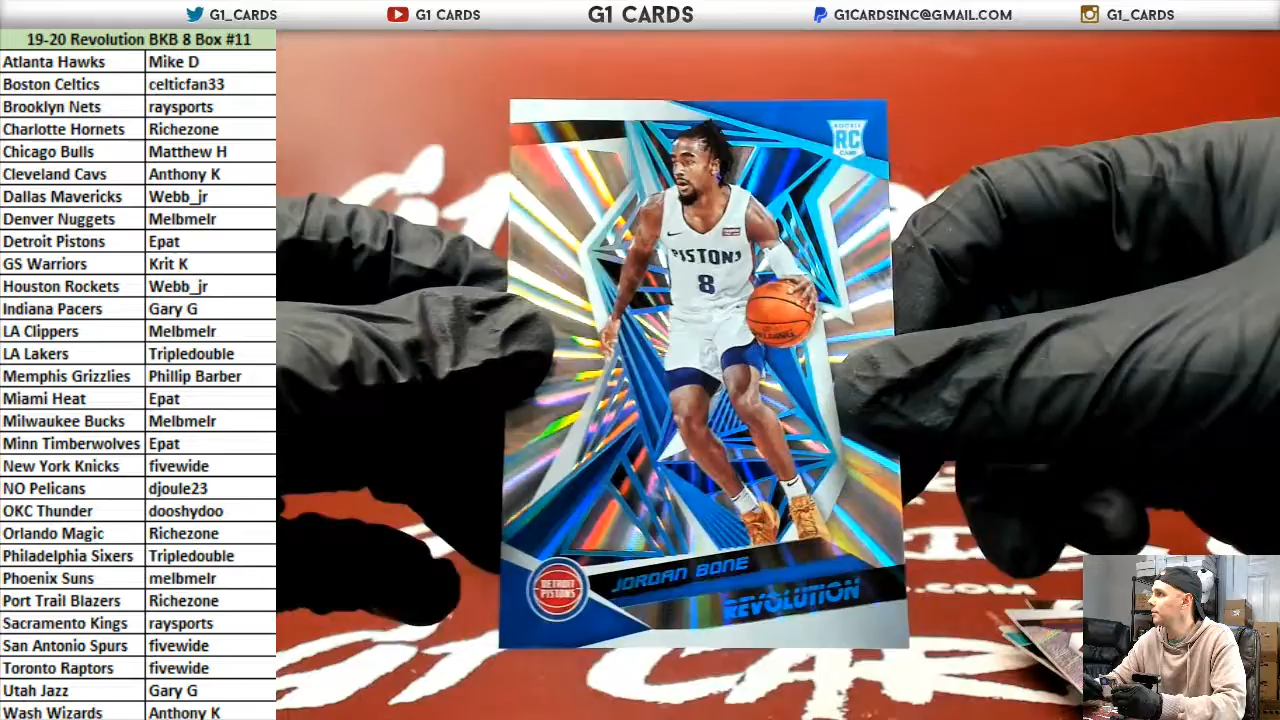 G1_CARDS
G1 CARDS
G1 CARDS
G1CARDSINC@GMAIL.COM
G1_CARDS
19-20 Revolution BKB 8 Box #11
Atlanta Hawks Mike D
Boston Celtics celticfan33
Brooklyn Nets raysports
Charlotte Hornets Richezone
Chicago Bulls Matthew H
Cleveland Cavs Anthony K
Dallas Mavericks Webb_jr
Denver Nuggets Melbmelr
Detroit Pistons Epat
GS Warriors Krit K
Houston Rockets Webb_jr
Indiana Pacers Gary G
LA Clippers Melbmelr
LA Lakers Tripledouble
Memphis Grizzlies Phillip Barber
Miami Heat Epat
Milwaukee Bucks Melbmelr
Minn Timberwolves Epat
New York Knicks fivewide
NO Pelicans djoule23
OKC Thunder dooshydoo
Orlando Magic Richezone
Philadelphia Sixers Tripledouble
Phoenix Suns melbmelr
Port Trail Blazers Richezone
Sacramento Kings raysports
San Antonio Spurs fivewide
Toronto Raptors fivewide
Utah Jazz Gary G
Wash Wizards Anthony K
ROOKIE
RC
CARD
PISTONS
8
JORDAN BONE
REVOLUTION
DETROIT
PISTONS
G1 CAR